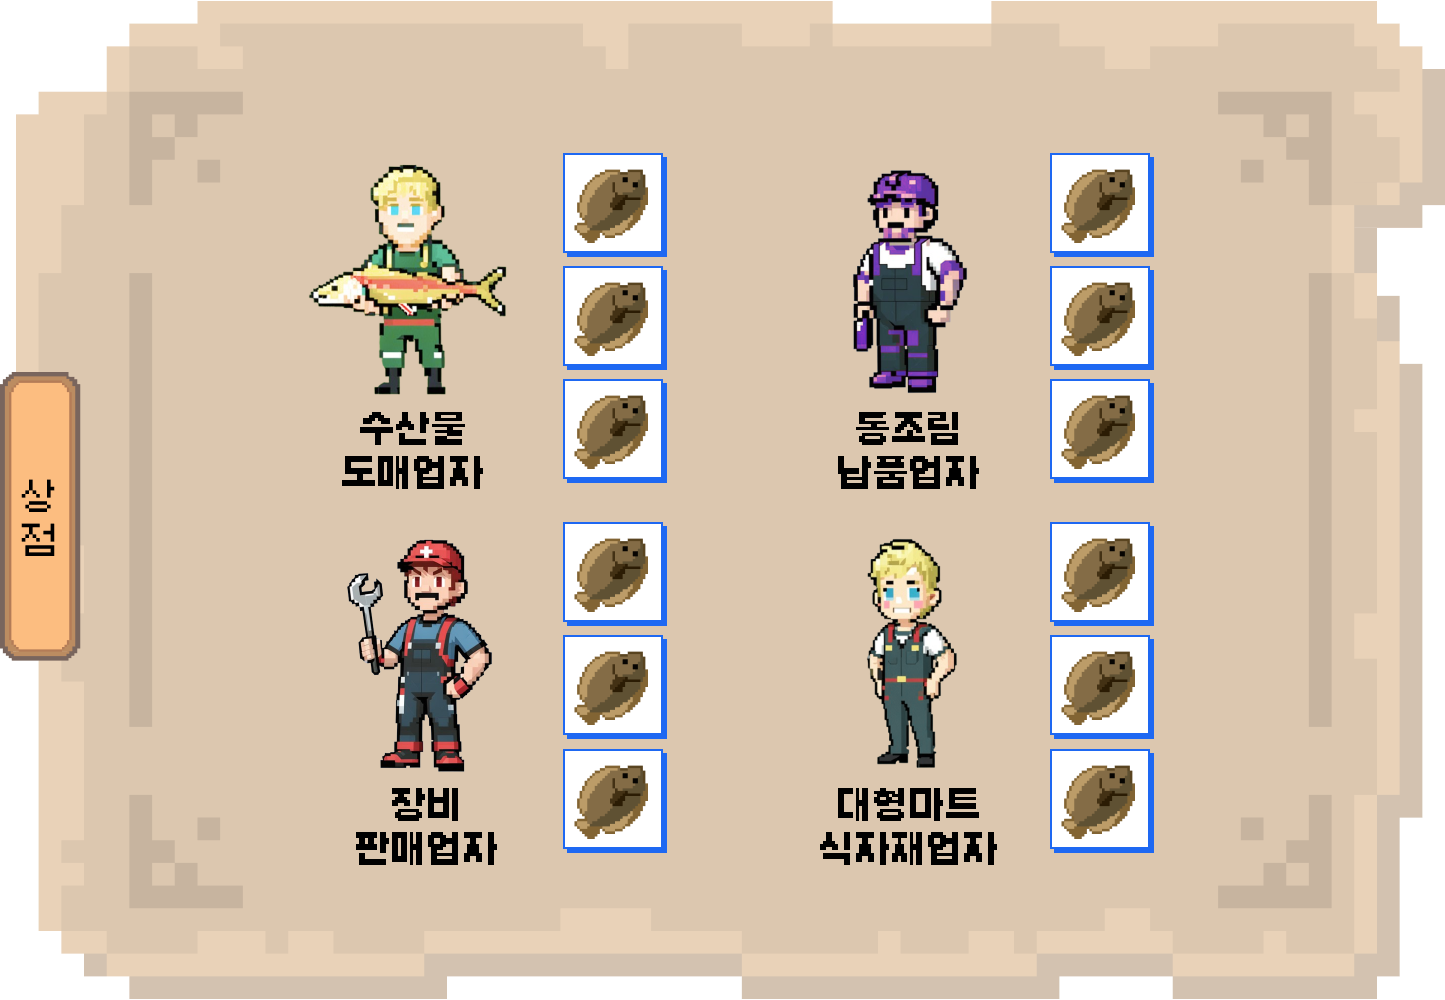 수산물
도매업자
동조림
납품업자
상점
장비
판매업자
대형마트
식자재업자